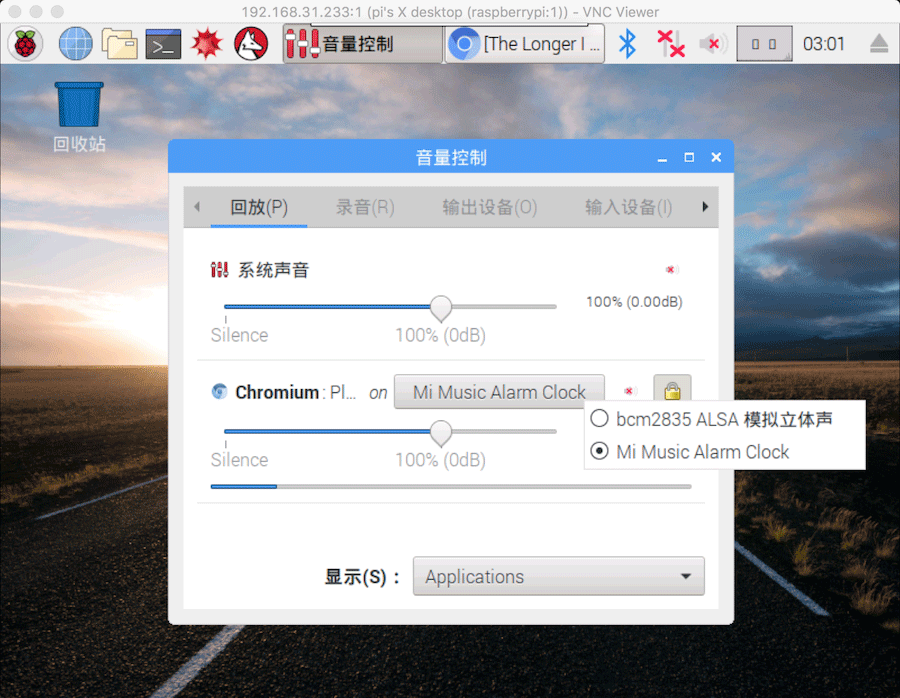 192.168.31.233:1 (pi's X desktop (raspberrypi:1)) - VNC Viewer
音量控制
[The Longer I ...
03:01
回收站
音量控制
回放(P)
录音(R)
输出设备(O)
输入设备(I)
系统声音
100% (0.00dB)
Silence
100% (0dB)
Chromium: Pl... on
Mi Music Alarm Clock
bcm2835 ALSA 模拟立体声
Mi Music Alarm Clock
Silence
100% (0dB)
显示(S)：
Applications